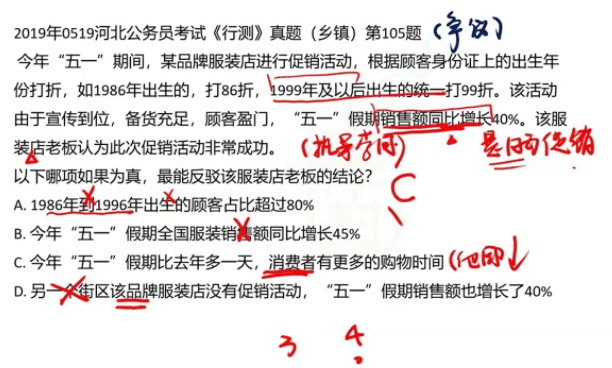 2019年0519河北公务员考试《行测》真题（乡镇）第105题（争议）
今年“五一”期间，某品牌服装店进行促销活动，根据顾客身份证上的出生年
份打折，如1986年出生的，打86折，1999年及以后出生的统一打99折。该活动
由于宣传到位，备货充足，顾客盈门，“五一”假期销售额同比增长40%。该服
装店老板认为此次促销活动非常成功。
以下哪项如果为真，最能反驳该服装店老板的结论？
C
A. 1986年到1996年出生的顾客占比超过80%
B. 今年“五一”假期全国服装销售额同比增长45%
C. 今年“五一”假期比去年多一天，消费者有更多的购物时间
D. 另一个街区该品牌服装店没有促销活动，“五一”假期销售额也增长了40%
3 4